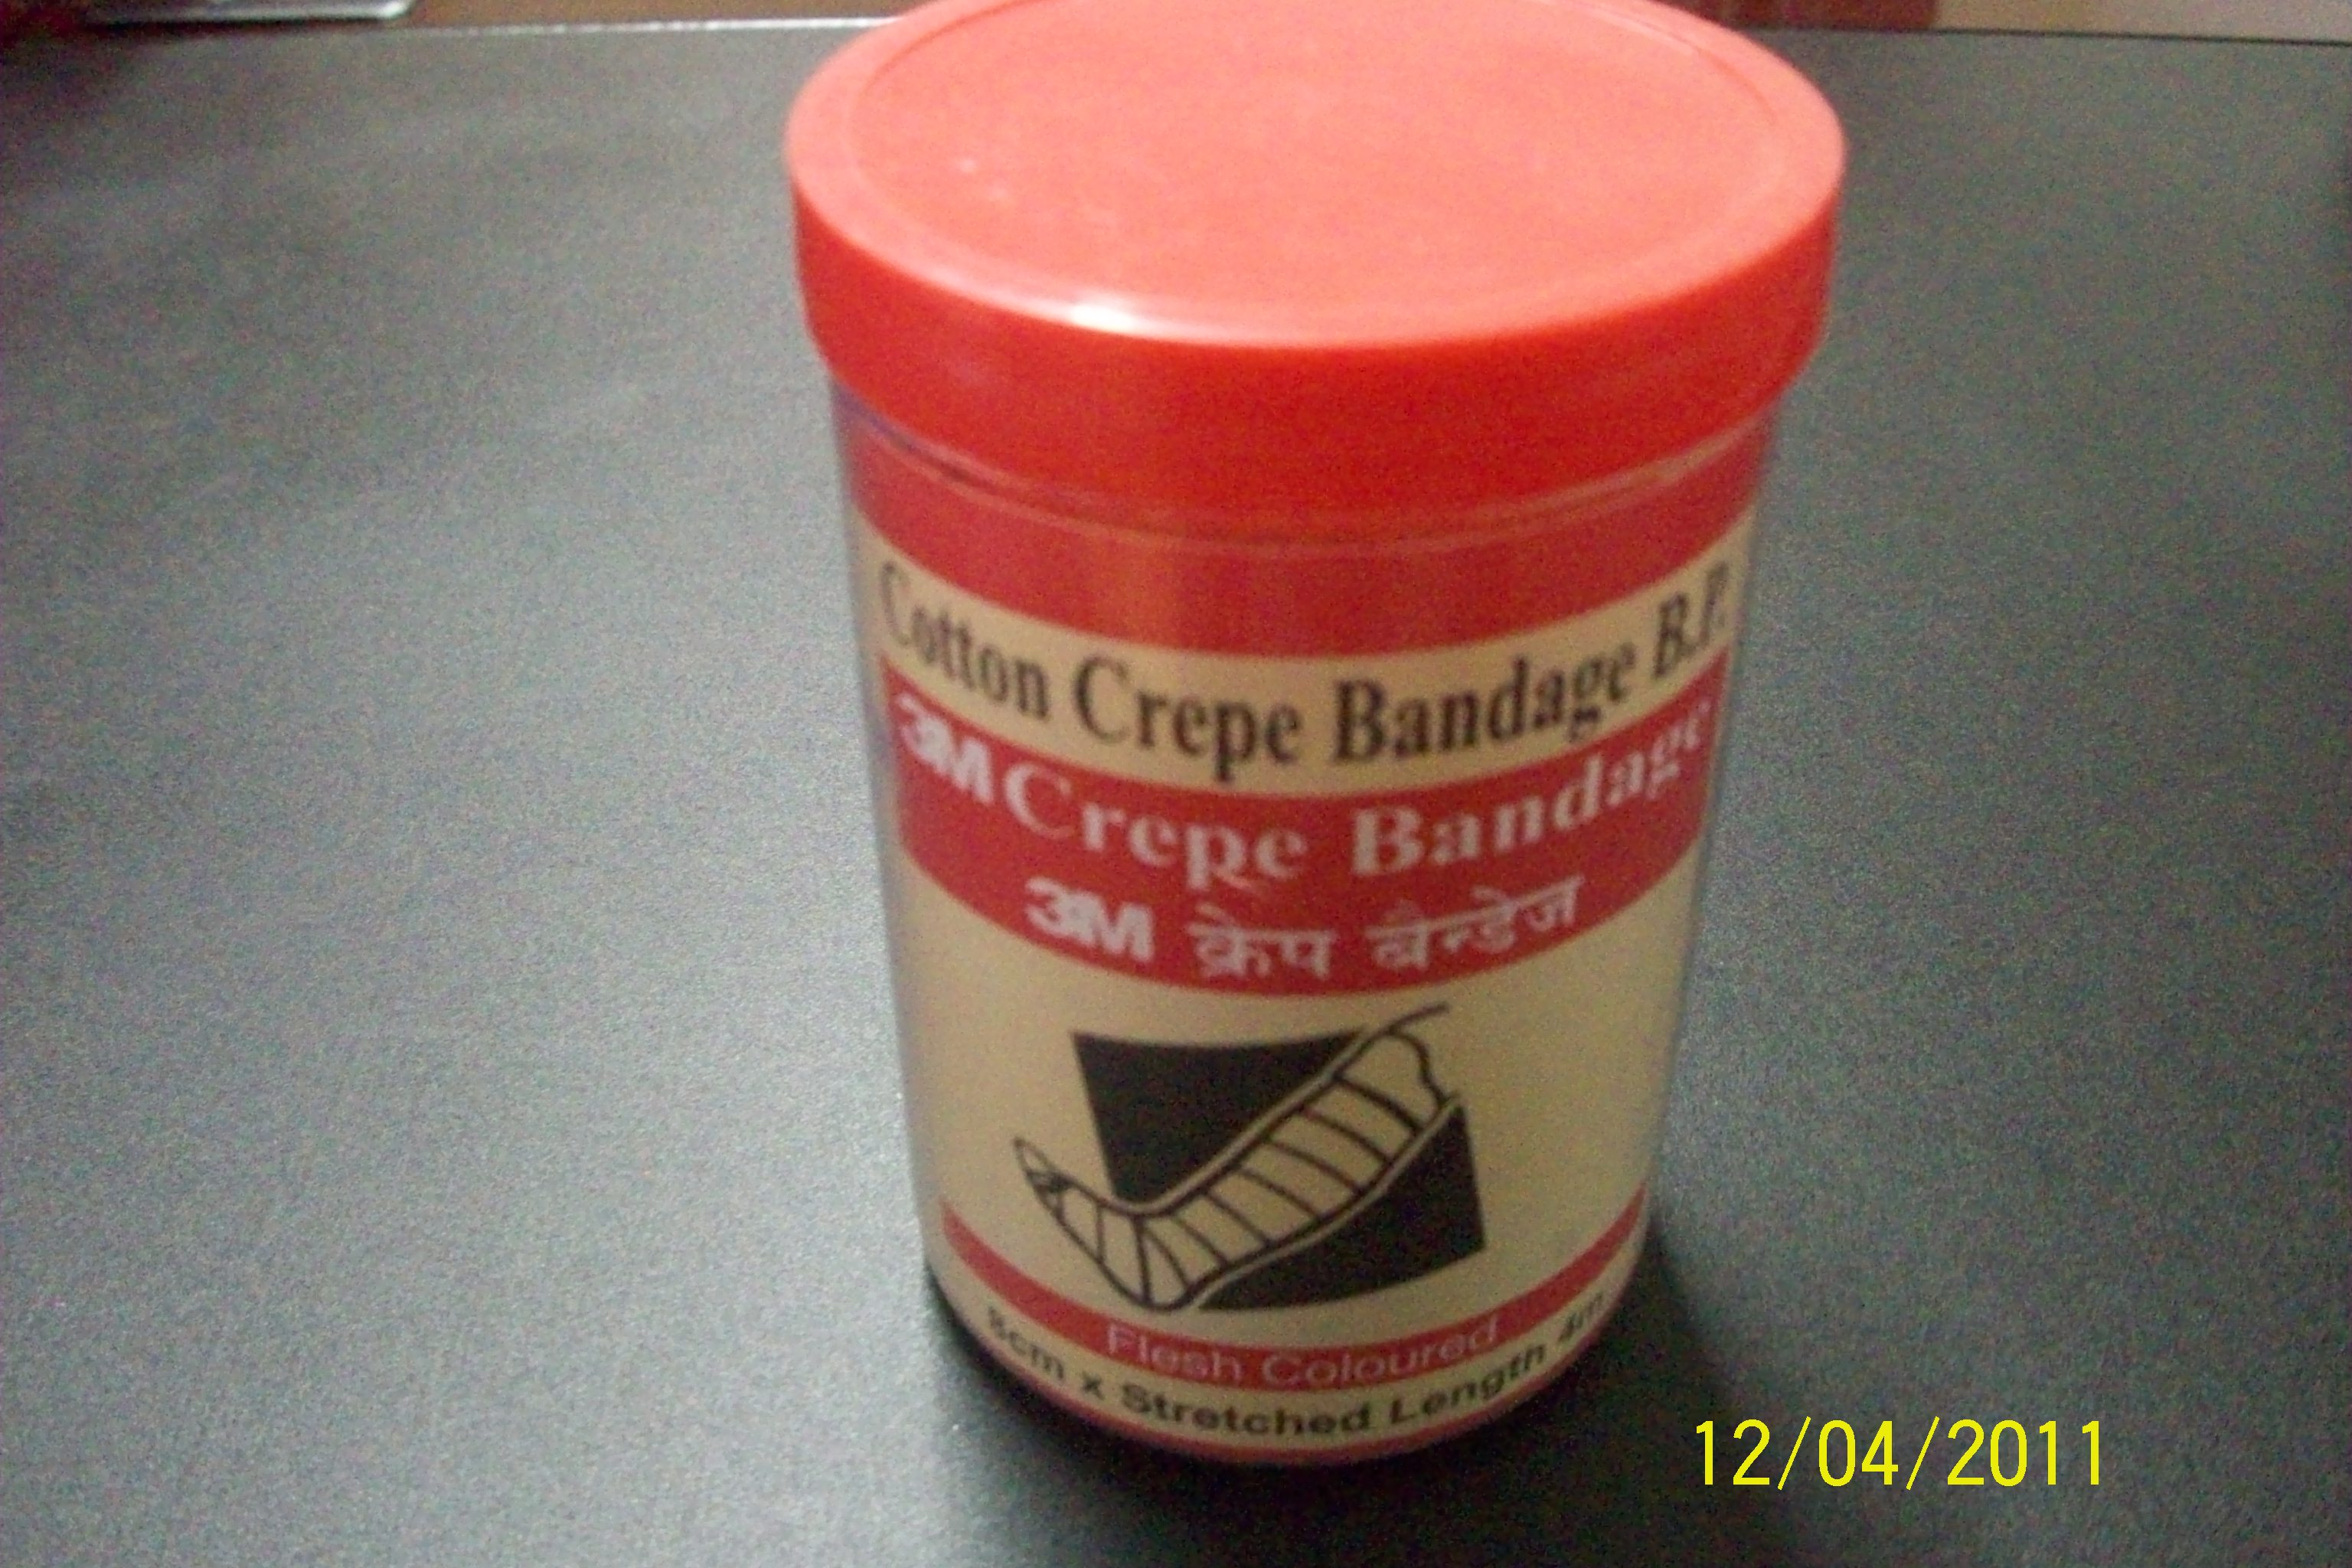 Cotton Crepe Bandage B.P.
3M Crepe Bandage
3M क्रेप बैन्डेज
Flesh Coloured
8cm x Stretched Length 4m
12/04/2011